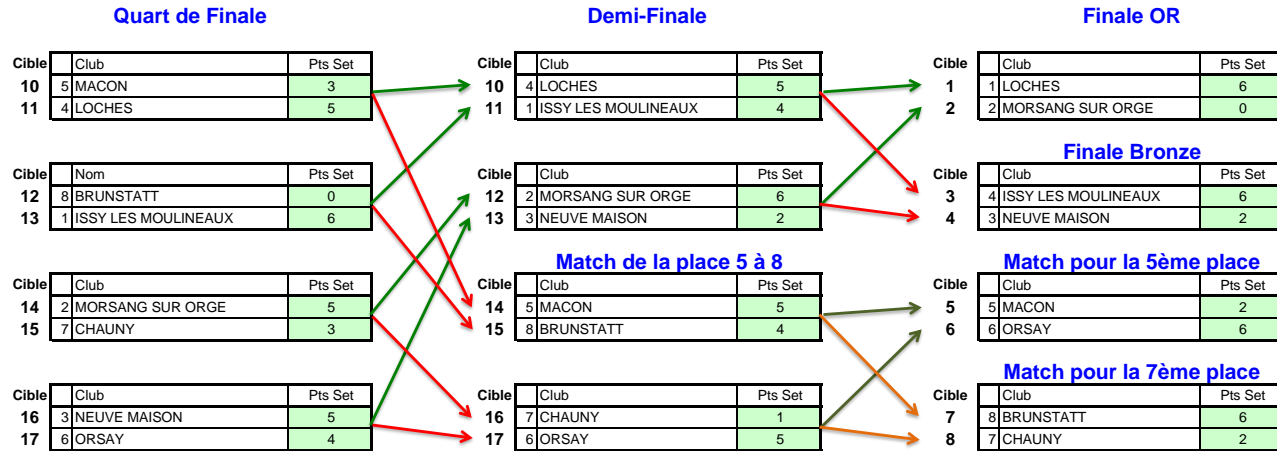 Quart de Finale Demi-Finale Finale OR
Cible Club Pts Set Cible Club Pts Set Cible Club Pts Set
10 5 MACON 3 10 4 LOCHES 5 1 1 LOCHES 6
11 4 LOCHES 5 11 1 ISSY LES MOULINEAUX 4 2 2 MORSANG SUR ORGE 0
Finale Bronze
Cible Nom Pts Set Cible Club Pts Set Cible Club Pts Set
12 8 BRUNSTATT 0 12 2 MORSANG SUR ORGE 6 3 4 ISSY LES MOULINEAUX 6
13 1 ISSY LES MOULINEAUX 6 13 3 NEUVE MAISON 2 4 3 NEUVE MAISON 2
Match de la place 5 à 8 Match pour la 5ème place
Cible Club Pts Set Cible Club Pts Set Cible Club Pts Set
14 2 MORSANG SUR ORGE 5 14 5 MACON 5 5 5 MACON 2
15 7 CHAUNY 3 15 8 BRUNSTATT 4 6 6 ORSAY 6
Match pour la 7ème place
Cible Club Pts Set Cible Club Pts Set Cible Club Pts Set
16 3 NEUVE MAISON 5 16 7 CHAUNY 1 7 8 BRUNSTATT 6
17 6 ORSAY 4 17 6 ORSAY 5 8 7 CHAUNY 2